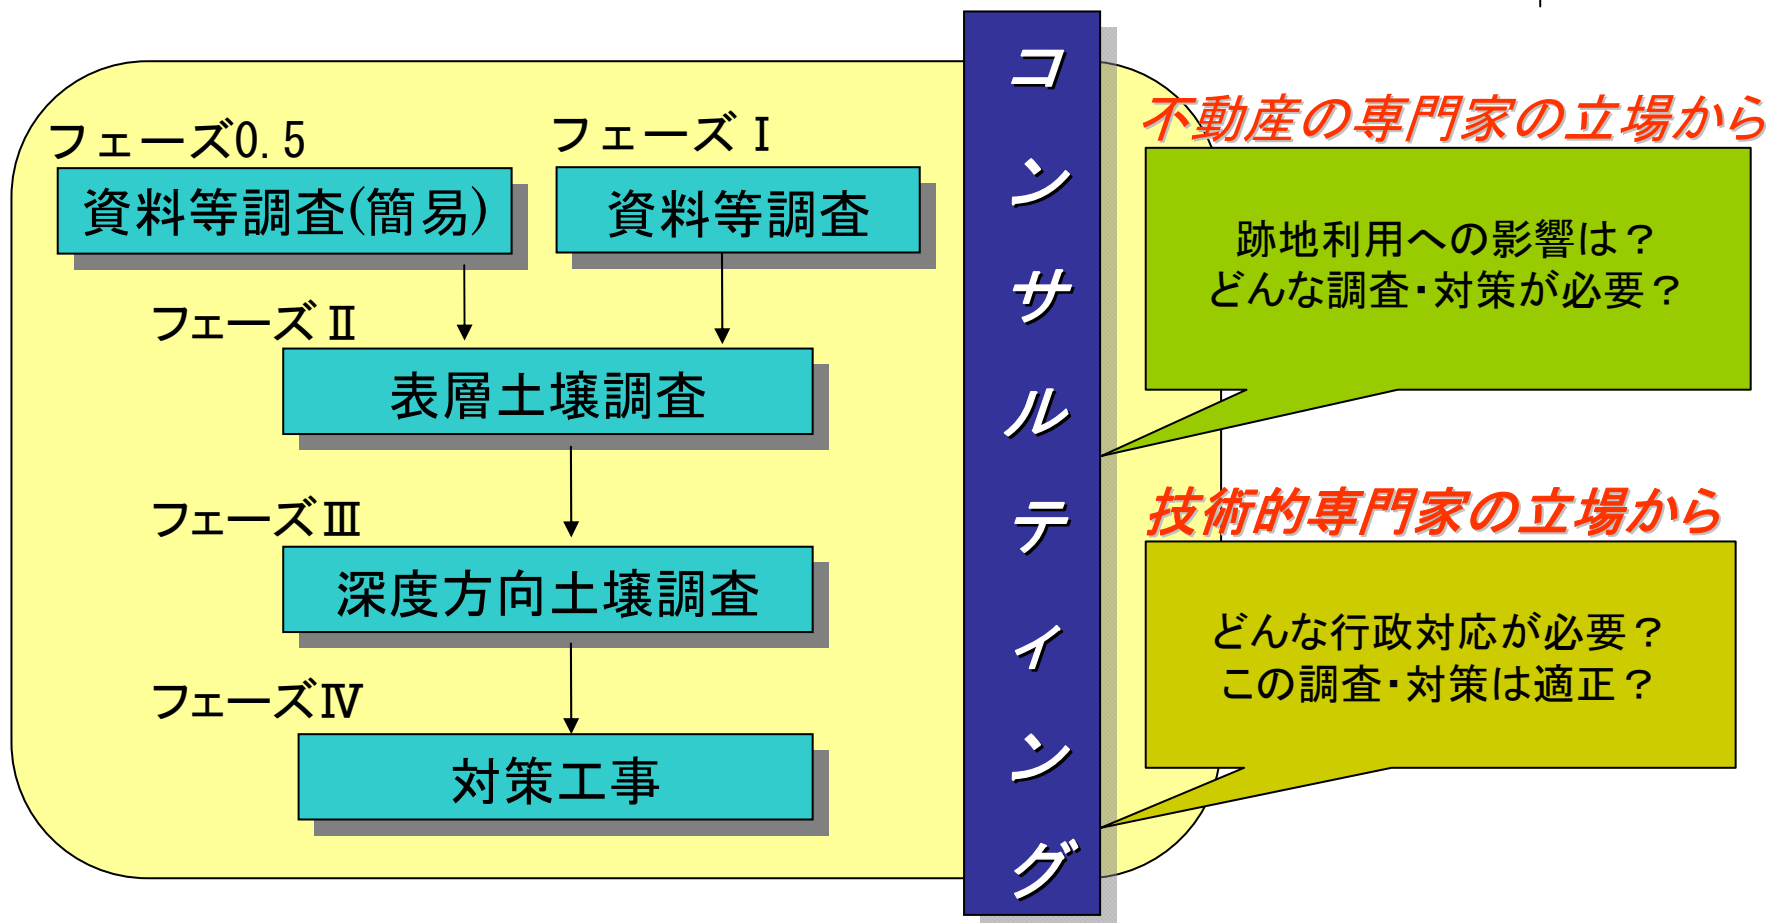 フェーズ0.5
資料等調査(簡易)
フェーズⅠ
資料等調査
フェーズⅡ
表層土壌調査
フェーズⅢ
深度方向土壌調査
フェーズⅣ
対策工事
コンサルティング
不動産の専門家の立場から
跡地利用への影響は？
どんな調査・対策が必要？
技術的専門家の立場から
どんな行政対応が必要？
この調査・対策は適正？